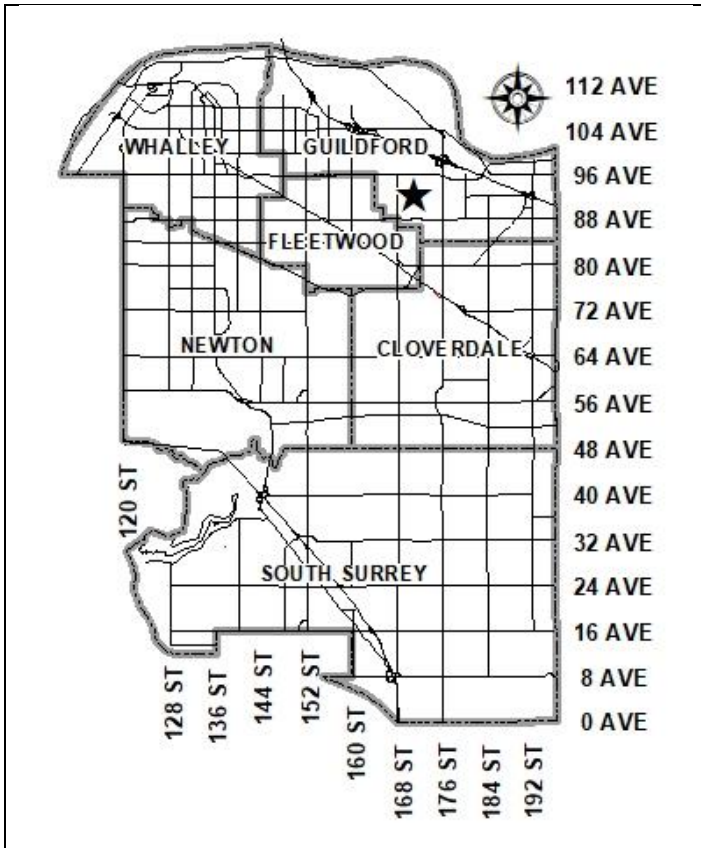 112 AVE
104 AVE
WHALLEY
GUILDFORD
96 AVE
88 AVE
FLEETWOOD
80 AVE
72 AVE
NEWTON
CLOVERDALE
64 AVE
56 AVE
48 AVE
120 ST
40 AVE
32 AVE
SOUTH SURREY
24 AVE
16 AVE
8 AVE
0 AVE
128 ST
136 ST
144 ST
152 ST
160 ST
168 ST
176 ST
184 ST
192 ST